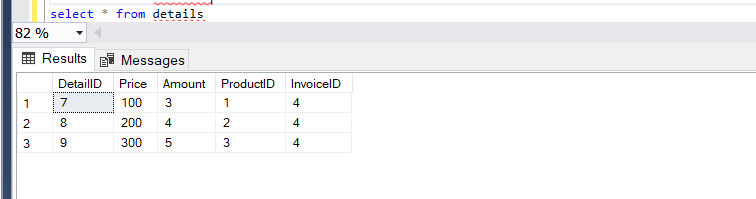 select * from details
82 %
Results Messages
DetailID Price Amount ProductID InvoiceID
1 7 100 3 1 4
2 8 200 4 2 4
3 9 300 5 3 4